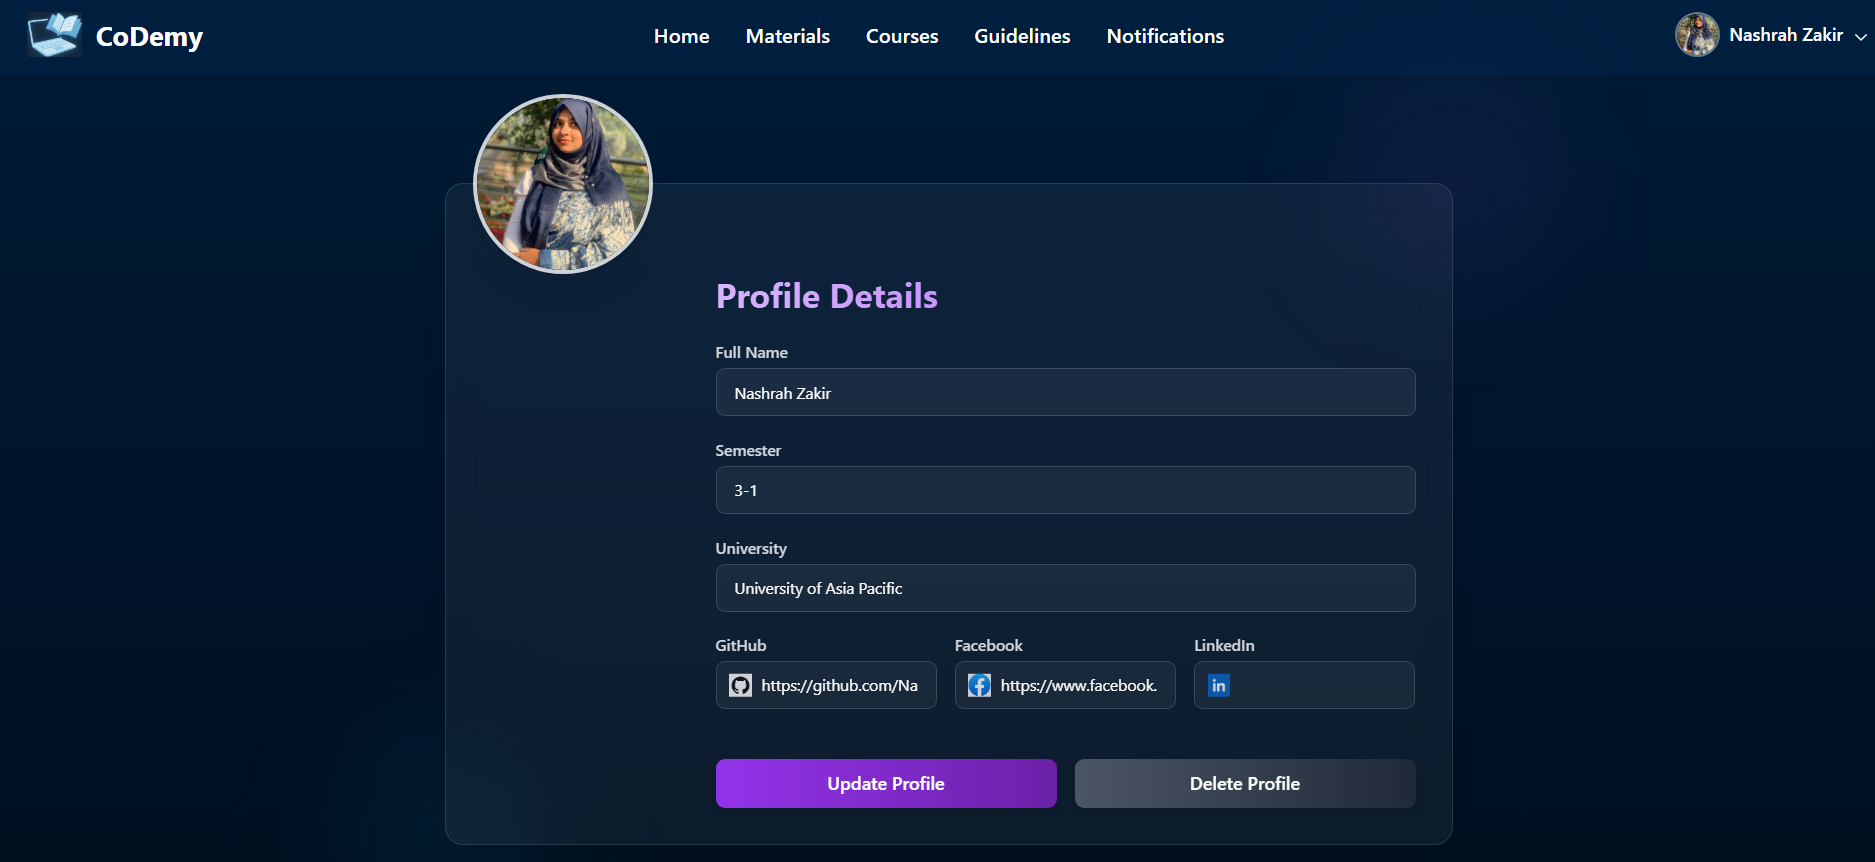 CoDemy
Home Materials Courses Guidelines Notifications
Nashrah Zakir
Profile Details
Full Name
Nashrah Zakir
Semester
3-1
University
University of Asia Pacific
GitHub Facebook LinkedIn
https://github.com/Na https://www.facebook. in
Update Profile Delete Profile